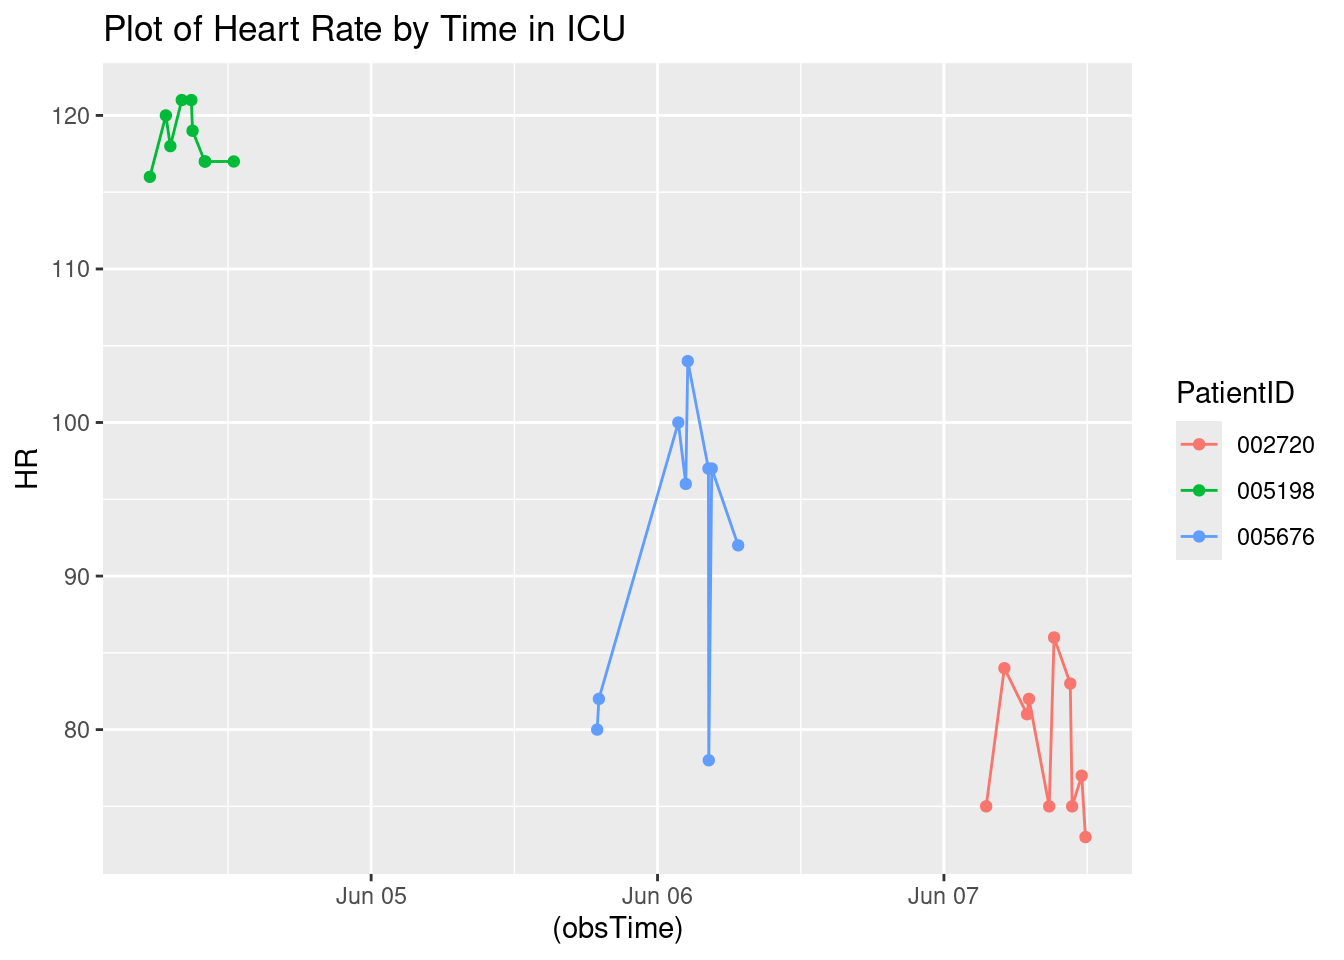 Plot of Heart Rate by Time in ICU
120
110
100
90
80
HR
Jun 05
Jun 06
Jun 07
(obsTime)
PatientID
002720
005198
005676